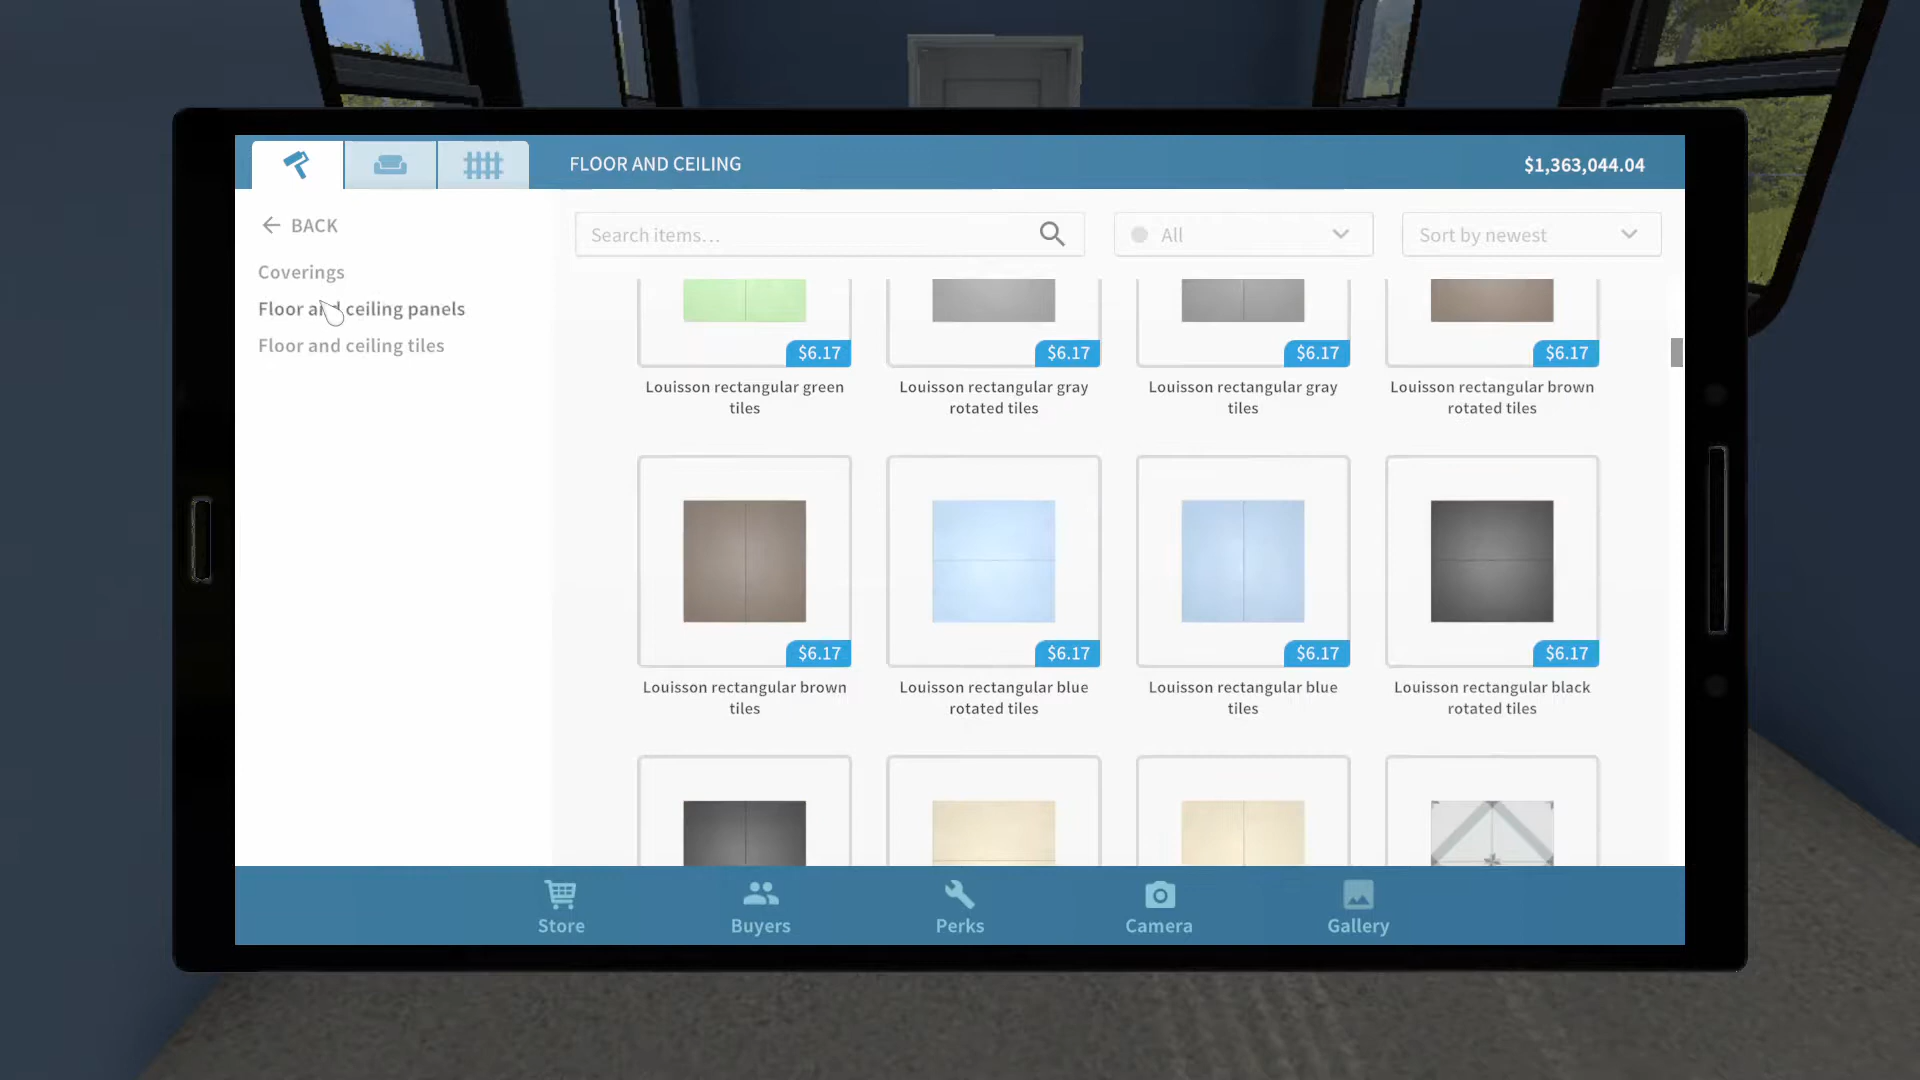 FLOOR AND CEILING
$1,363,044.04
BACK
Search items...
All
Sort by newest
Coverings
Floor and ceiling panels
Floor and ceiling tiles
$6.17
$6.17
$6.17
$6.17
Louisson rectangular green
tiles
Louisson rectangular gray
rotated tiles
Louisson rectangular gray
tiles
Louisson rectangular brown
rotated tiles
$6.17
$6.17
$6.17
$6.17
Louisson rectangular brown
tiles
Louisson rectangular blue
rotated tiles
Louisson rectangular blue
tiles
Louisson rectangular black
rotated tiles
Store
Buyers
Perks
Camera
Gallery